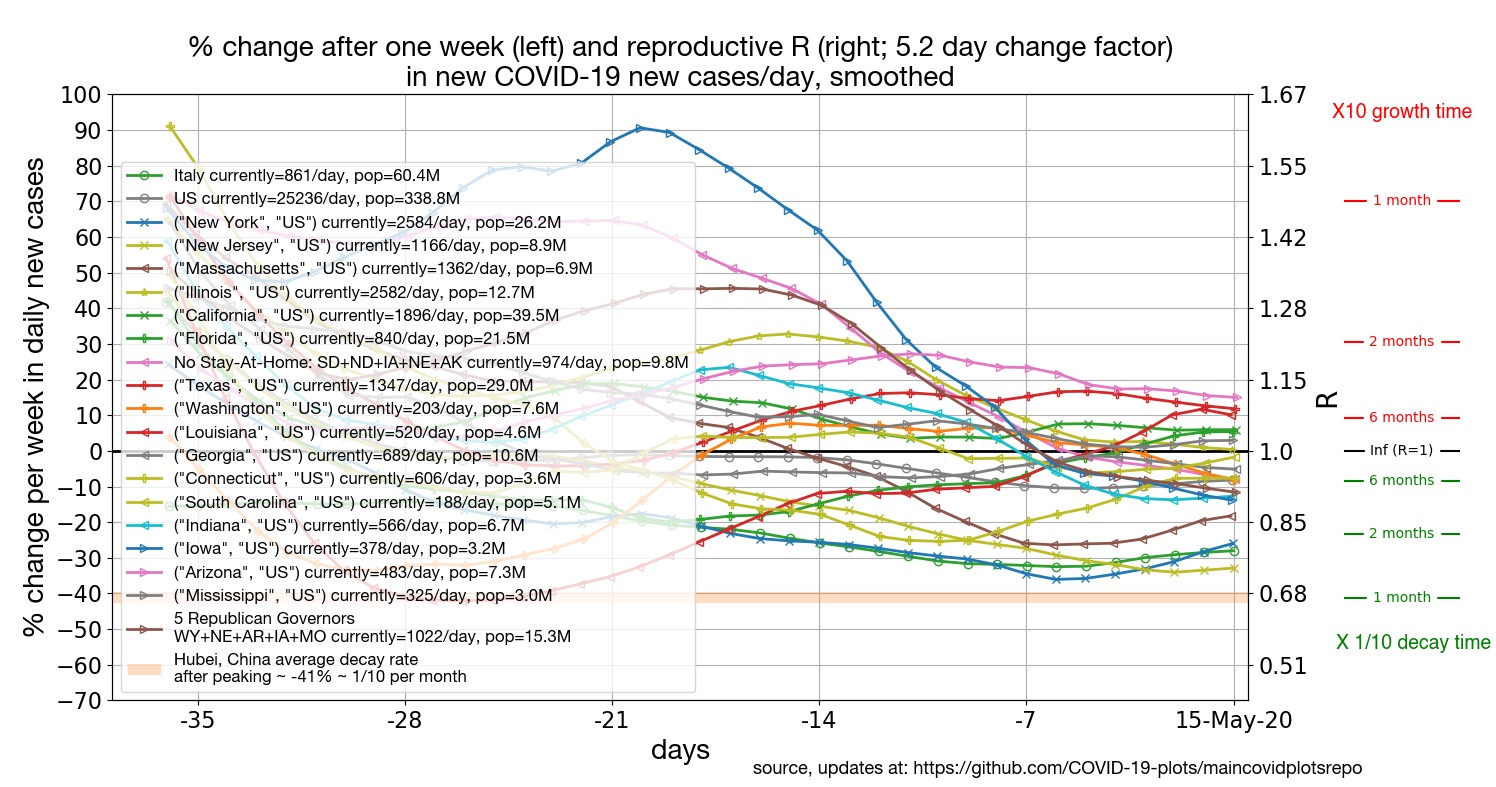 % change after one week (left) and reproductive R (right; 5.2 day change factor)
in new COVID-19 new cases/day, smoothed
100
90
80
70
60
50
40
30
20
10
0
−10
−20
−30
−40
−50
−60
−70
% change per week in daily new cases
Italy currently=861/day, pop=60.4M
US currently=25236/day, pop=338.8M
("New York", "US") currently=2584/day, pop=26.2M
("New Jersey", "US") currently=1166/day, pop=8.9M
("Massachusetts", "US") currently=1362/day, pop=6.9M
("Illinois", "US") currently=2582/day, pop=12.7M
("California", "US") currently=1896/day, pop=39.5M
("Florida", "US") currently=840/day, pop=21.5M
No Stay-At-Home: SD+ND+IA+NE+AK currently=974/day, pop=9.8M
("Texas", "US") currently=1347/day, pop=29.0M
("Washington", "US") currently=203/day, pop=7.6M
("Louisiana", "US") currently=520/day, pop=4.6M
("Georgia", "US") currently=689/day, pop=10.6M
("Connecticut", "US") currently=606/day, pop=3.6M
("South Carolina", "US") currently=188/day, pop=5.1M
("Indiana", "US") currently=566/day, pop=6.7M
("Iowa", "US") currently=378/day, pop=3.2M
("Arizona", "US") currently=483/day, pop=7.3M
("Mississippi", "US") currently=325/day, pop=3.0M
5 Republican Governors
WY+NE+AR+IA+MO currently=1022/day, pop=15.3M
Hubei, China average decay rate
after peaking ~ -41% ~ 1/10 per month
1.67
1.55
1.42
1.28
1.15
1.0
0.85
0.68
0.51
R
X10 growth time
1 month
2 months
6 months
Inf (R=1)
6 months
2 months
1 month
X 1/10 decay time
-35
-28
-21
-14
-7
15-May-20
days
source, updates at: https://github.com/COVID-19-plots/maincovidplotsrepo